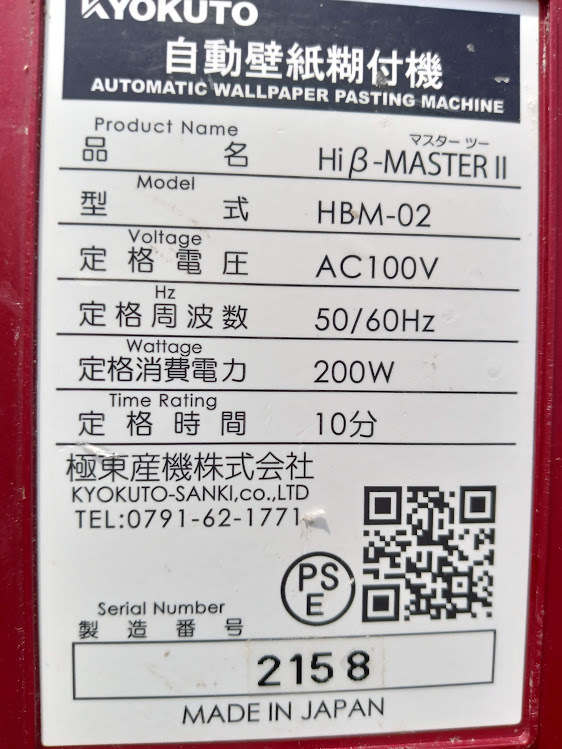 KYOKUTO
自動壁紙糊付機
AUTOMATIC WALLPAPER PASTING MACHINE
Product Name
マスター ツー
品名 Hi β-MASTER II
Model
型式 HBM-02
Voltage
定格電圧 AC100V
Hz
定格周波数 50/60Hz
Wattage
定格消費電力 200W
Time Rating
定格時間 10分
極東産機株式会社
KYOKUTO-SANKI,CO.,LTD
TEL:0791-62-1771
PS
E
Serial Number
製造番号
2158
MADE IN JAPAN